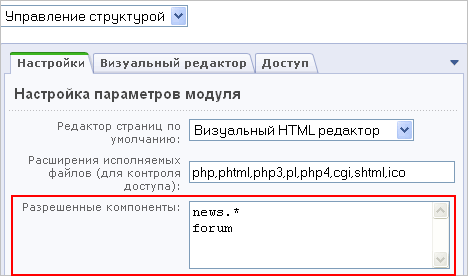 Управление структурой
Настройки Визуальный редактор Доступ
Настройка параметров модуля
Редактор страниц по умолчанию: Визуальный HTML редактор
Расширения исполняемых файлов (для контроля доступа): php,phtml,php3,pl,php4,cgi,shtml,ico
Разрешенные компоненты: news.*
forum